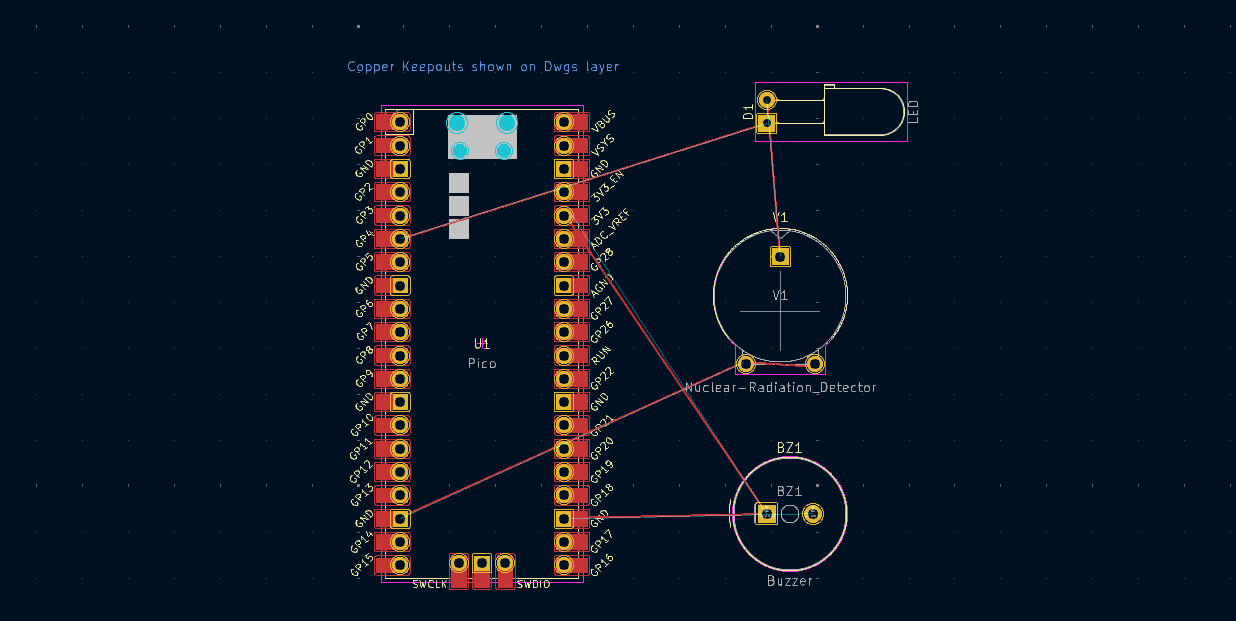 Copper Keepouts shown on Dwgs layer
GP0
GP1
GND
GP2
GP3
GP4
GP5
GND
GP6
GP7
GP8
GP9
GND
GP10
GP11
GP12
GP13
GND
GP14
GP15
VBUS
VSYS
GND
3V3_EN
3V3
ADC_VREF
GP28
AGND
GP27
GP26
RUN
GP22
GND
GP21
GP20
GP19
GP18
GND
GP17
GP16
U1
Pico
SWCLK
SWDIO
D1
LED
V1
V1
Nuclear-Radiation_Detector
BZ1
BZ1
Buzzer